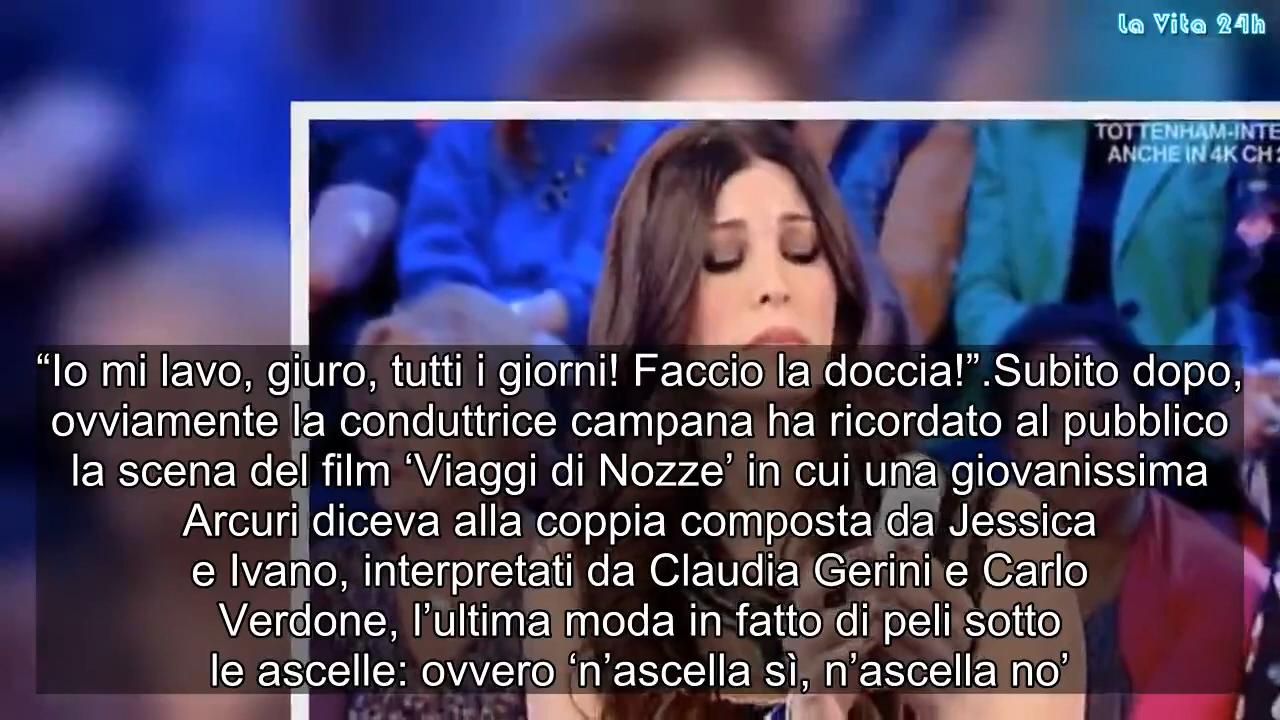 La Vita 24h
TOTTENHAM-INTE
ANCHE IN 4K CH 2
“Io mi lavo, giuro, tutti i giorni! Faccio la doccia!”.Subito dopo,
ovviamente la conduttrice campana ha ricordato al pubblico
la scena del film ‘Viaggi di Nozze’ in cui una giovanissima
Arcuri diceva alla coppia composta da Jessica
e Ivano, interpretati da Claudia Gerini e Carlo
Verdone, l’ultima moda in fatto di peli sotto
le ascelle: ovvero ‘n’ascella sì, n’ascella no’